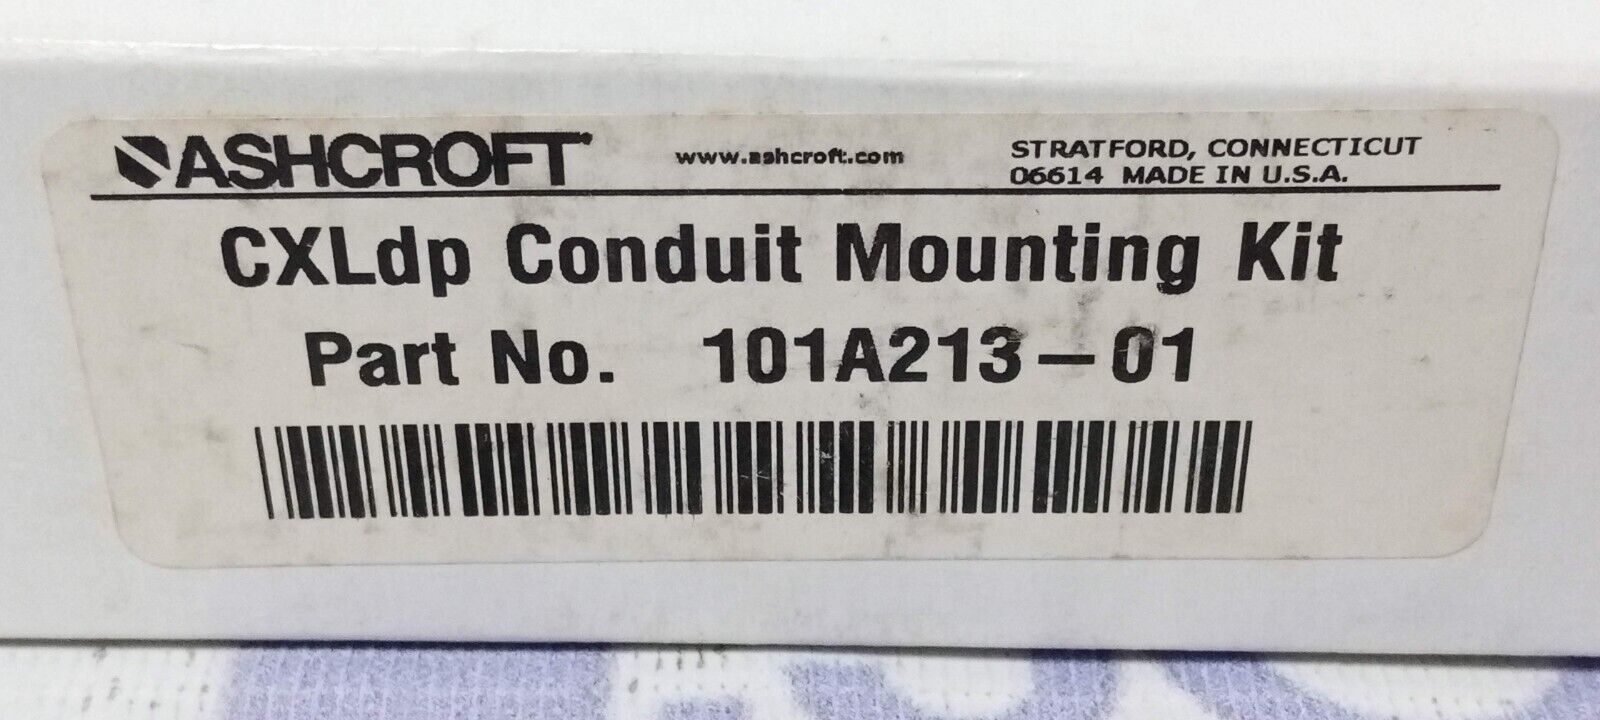 ASHCROFT
www.ashcroft.com
STRATFORD, CONNECTICUT
06614 MADE IN U.S.A.
CXLdp Conduit Mounting Kit
Part No. 101A213-01